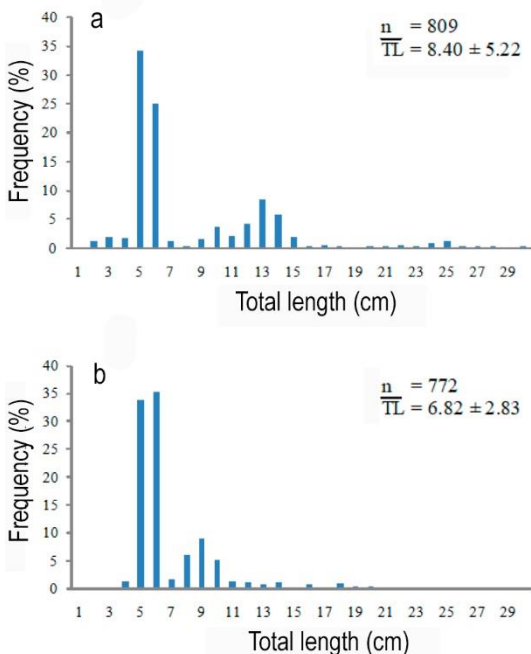 a
n = 809
TL = 8.40 ± 5.22
Frequency (%)
40
35
30
25
20
15
10
5
0
1 3 5 7 9 11 13 15 17 19 21 23 25 27 29
Total length (cm)
b
n = 772
TL = 6.82 ± 2.83
Frequency (%)
40
35
30
25
20
15
10
5
0
1 3 5 7 9 11 13 15 17 19 21 23 25 27 29
Total length (cm)